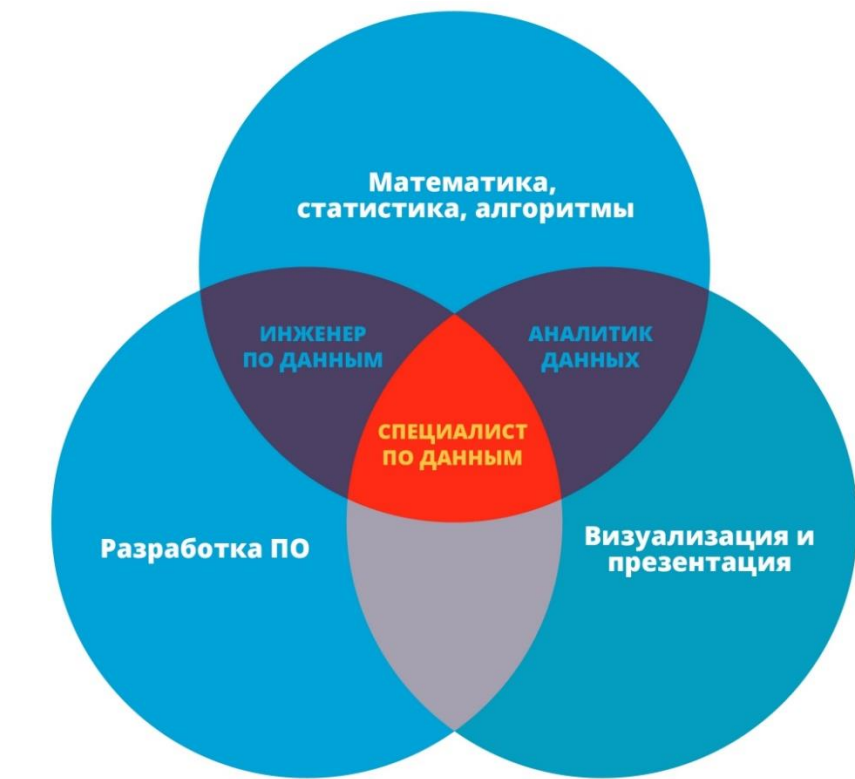 Математика,
статистика, алгоритмы
ИНЖЕНЕР
ПО ДАННЫМ
АНАЛИТИК
ДАННЫХ
СПЕЦИАЛИСТ
ПО ДАННЫМ
Разработка ПО
Визуализация и
презентация